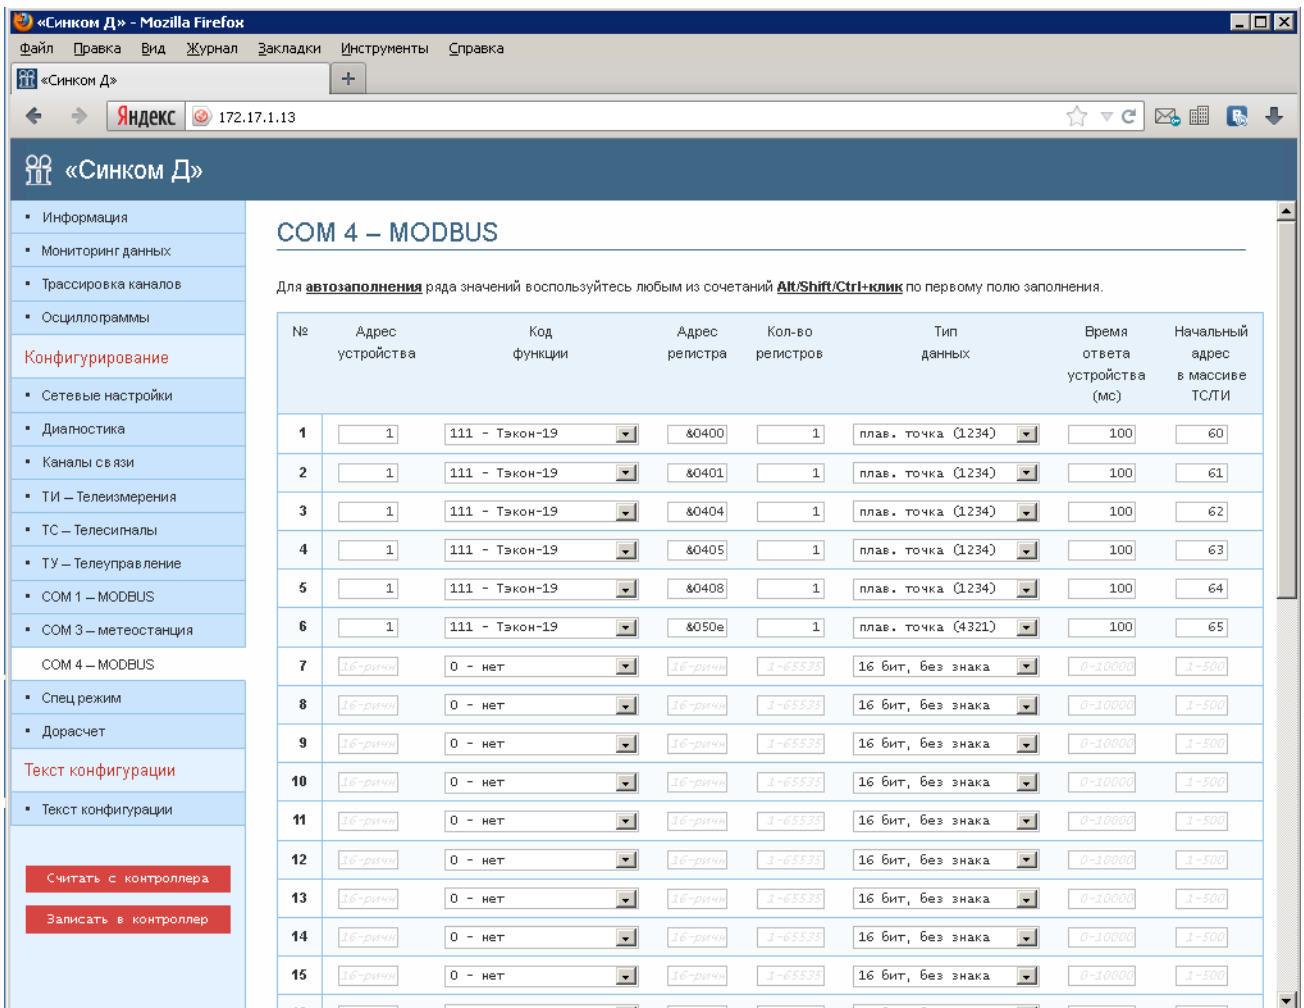 «Синком Д» - Mozilla Firefox
Файл Правка Вид Журнал Закладки Инструменты Справка
«Синком Д» +
Яндекс 172.17.1.13
«Синком Д»
Информация
Мониторинг данных
Трассировка каналов
Осциллограммы
Конфигурирование
Сетевые настройки
Диагностика
Каналы связи
ТИ – Телеизмерения
ТС – Телесигналы
ТУ – Телеуправление
COM 1 – MODBUS
COM 3 – метеостанция
COM 4 – MODBUS
Спец режим
Дорасчет
Текст конфигурации
Текст конфигурации
Считать с контроллера
Записать в контроллер
COM 4 – MODBUS
Для автозаполнения ряда значений воспользуйтесь любым из сочетаний Alt/Shift/Ctrl+клик по первому полю заполнения.
№ Адрес устройства Код функции Адрес регистра Кол-во регистров Тип данных Время ответа устройства (мс) Начальный адрес в массиве ТС/ТИ
1 1 111 - Тэкон-19 &0400 1 плав. точка (1234) 100 60
2 1 111 - Тэкон-19 &0401 1 плав. точка (1234) 100 61
3 1 111 - Тэкон-19 &0404 1 плав. точка (1234) 100 62
4 1 111 - Тэкон-19 &0405 1 плав. точка (1234) 100 63
5 1 111 - Тэкон-19 &0408 1 плав. точка (1234) 100 64
6 1 111 - Тэкон-19 &050e 1 плав. точка (4321) 100 65
7 16-ричн 0 - нет 16-ричн 1-65535 16 бит, без знака 0-10000 1-500
8 16-ричн 0 - нет 16-ричн 1-65535 16 бит, без знака 0-10000 1-500
9 16-ричн 0 - нет 16-ричн 1-65535 16 бит, без знака 0-10000 1-500
10 16-ричн 0 - нет 16-ричн 1-65535 16 бит, без знака 0-10000 1-500
11 16-ричн 0 - нет 16-ричн 1-65535 16 бит, без знака 0-10000 1-500
12 16-ричн 0 - нет 16-ричн 1-65535 16 бит, без знака 0-10000 1-500
13 16-ричн 0 - нет 16-ричн 1-65535 16 бит, без знака 0-10000 1-500
14 16-ричн 0 - нет 16-ричн 1-65535 16 бит, без знака 0-10000 1-500
15 16-ричн 0 - нет 16-ричн 1-65535 16 бит, без знака 0-10000 1-500